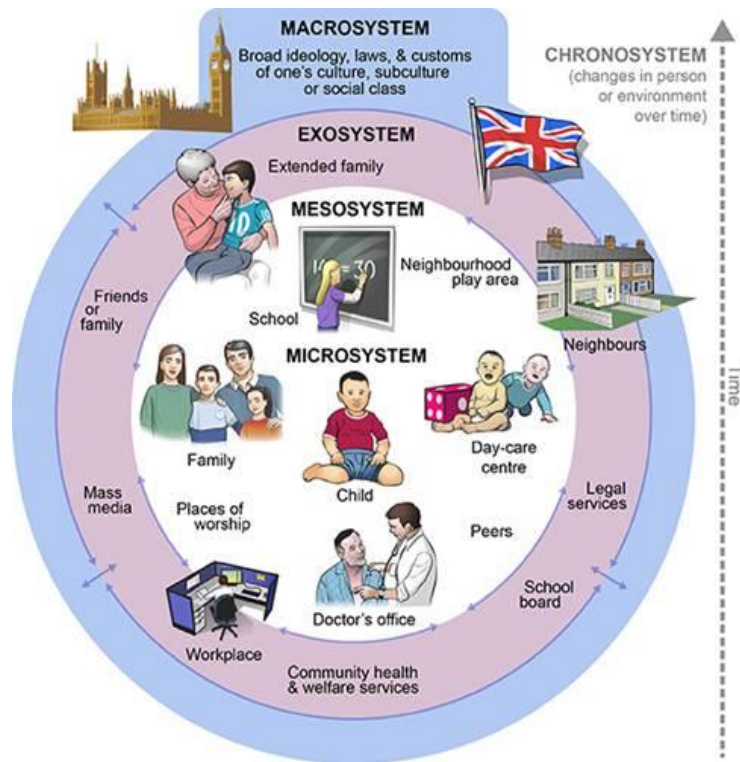 MACROSYSTEM
Broad ideology, laws, & customs
of one's culture, subculture
or social class
CHRONOSYSTEM
(changes in person
or environment
over time)
EXOSYSTEM
Extended family
MESOSYSTEM
Neighbourhood
play area
School
Friends
or
family
Neighbours
MICROSYSTEM
Time
Family
Child
Day-care
centre
Mass
media
Places of
worship
Peers
Legal
services
School
board
Doctor's office
Workplace
Community health
& welfare services
10
30